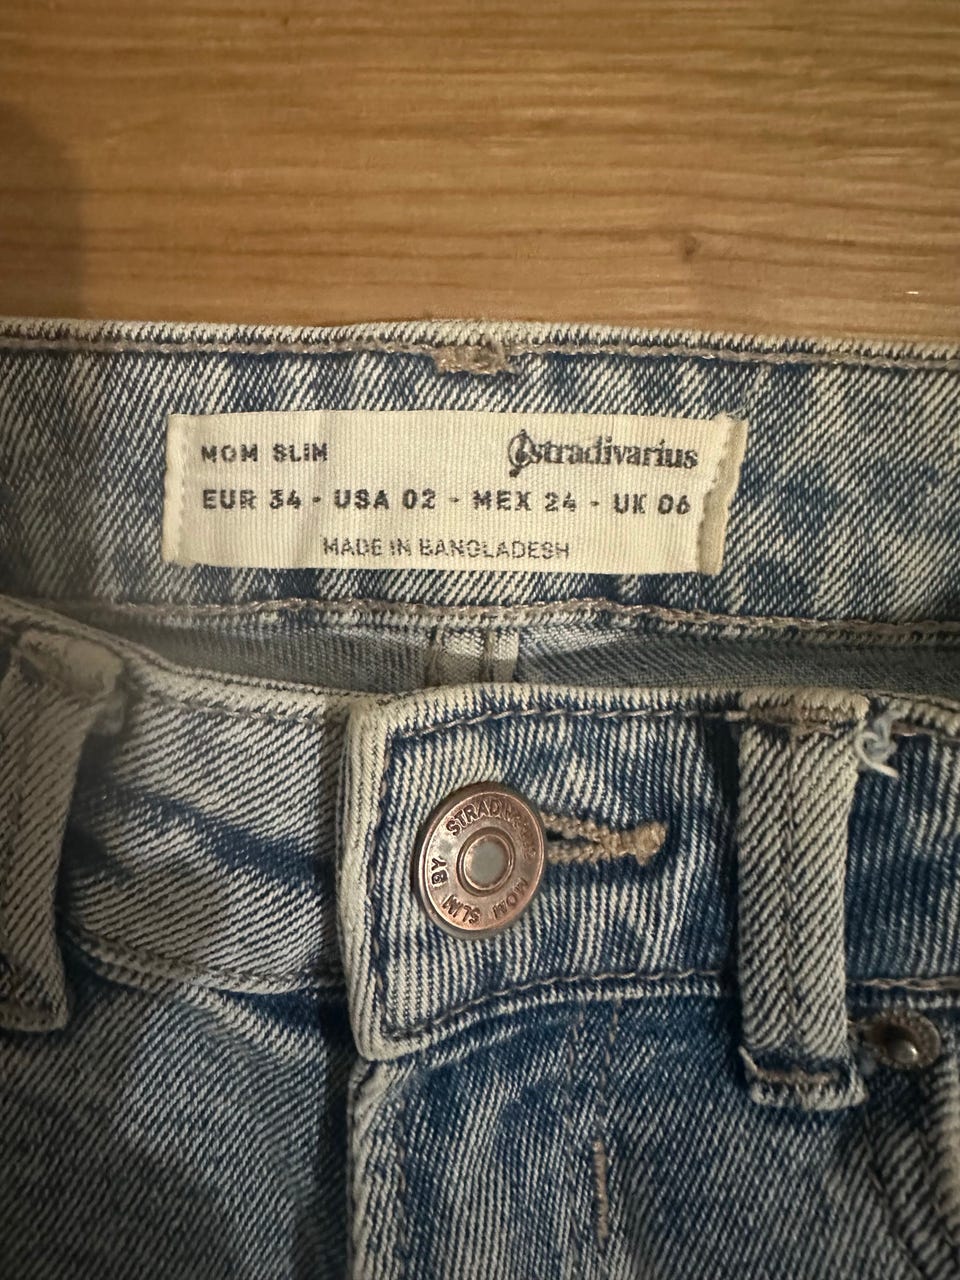 MOM SLIM stradivarius
EUR 34 - USA 02 - MEX 24 - UK 06
MADE IN BANGLADESH
STRADIVARIUS
MOM SLIM BY